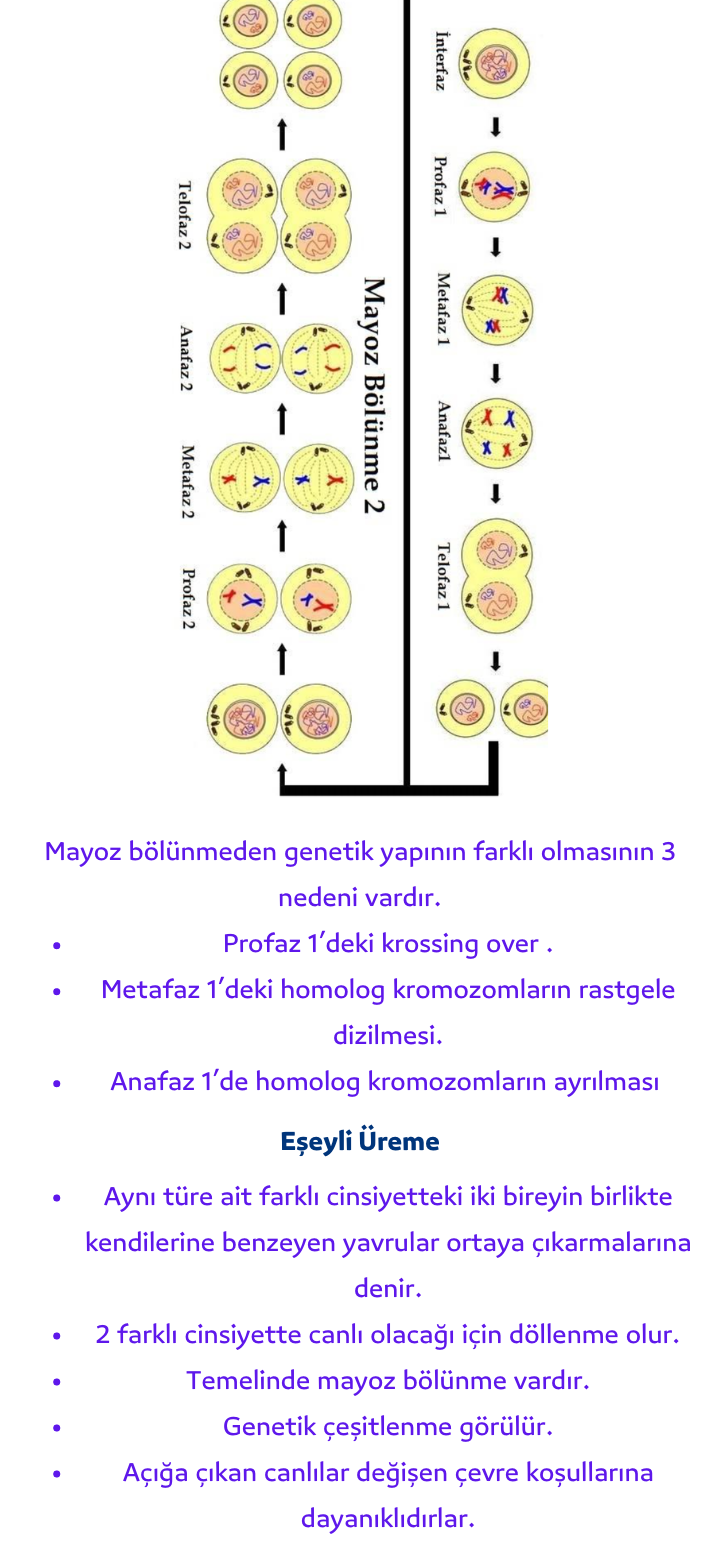 İnterfaz
Profaz 1
Metafaz 1
Anafaz1
Telofaz 1
Mayoz Bölünme 2
Profaz 2
Metafaz 2
Anafaz 2
Telofaz 2
Mayoz bölünmeden genetik yapının farklı olmasının 3
nedeni vardır.
• Profaz 1’deki krossing over .
• Metafaz 1’deki homolog kromozomların rastgele
dizilmesi.
• Anafaz 1’de homolog kromozomların ayrılması
Eşeyli Üreme
• Aynı türe ait farklı cinsiyetteki iki bireyin birlikte
kendilerine benzeyen yavrular ortaya çıkarmalarına
denir.
• 2 farklı cinsiyette canlı olacağı için döllenme olur.
• Temelinde mayoz bölünme vardır.
• Genetik çeşitlenme görülür.
• Açığa çıkan canlılar değişen çevre koşullarına
dayanıklıdırlar.